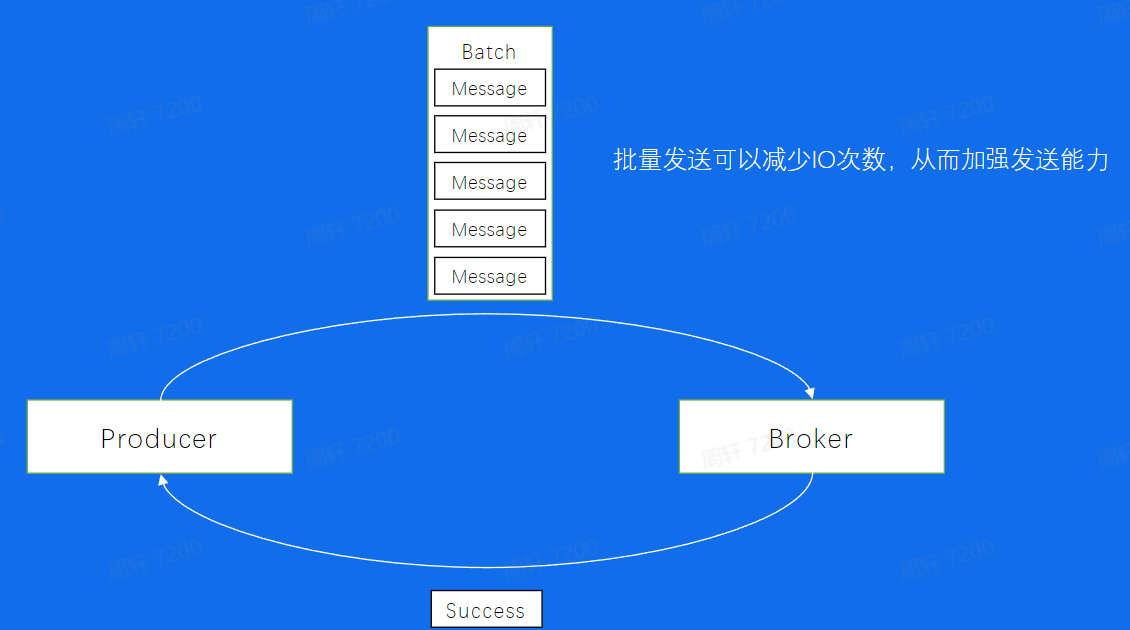 Batch
Message
Message
Message
Message
Message
批量发送可以减少IO次数，从而加强发送能力
Producer
Broker
Success
周轩 7200